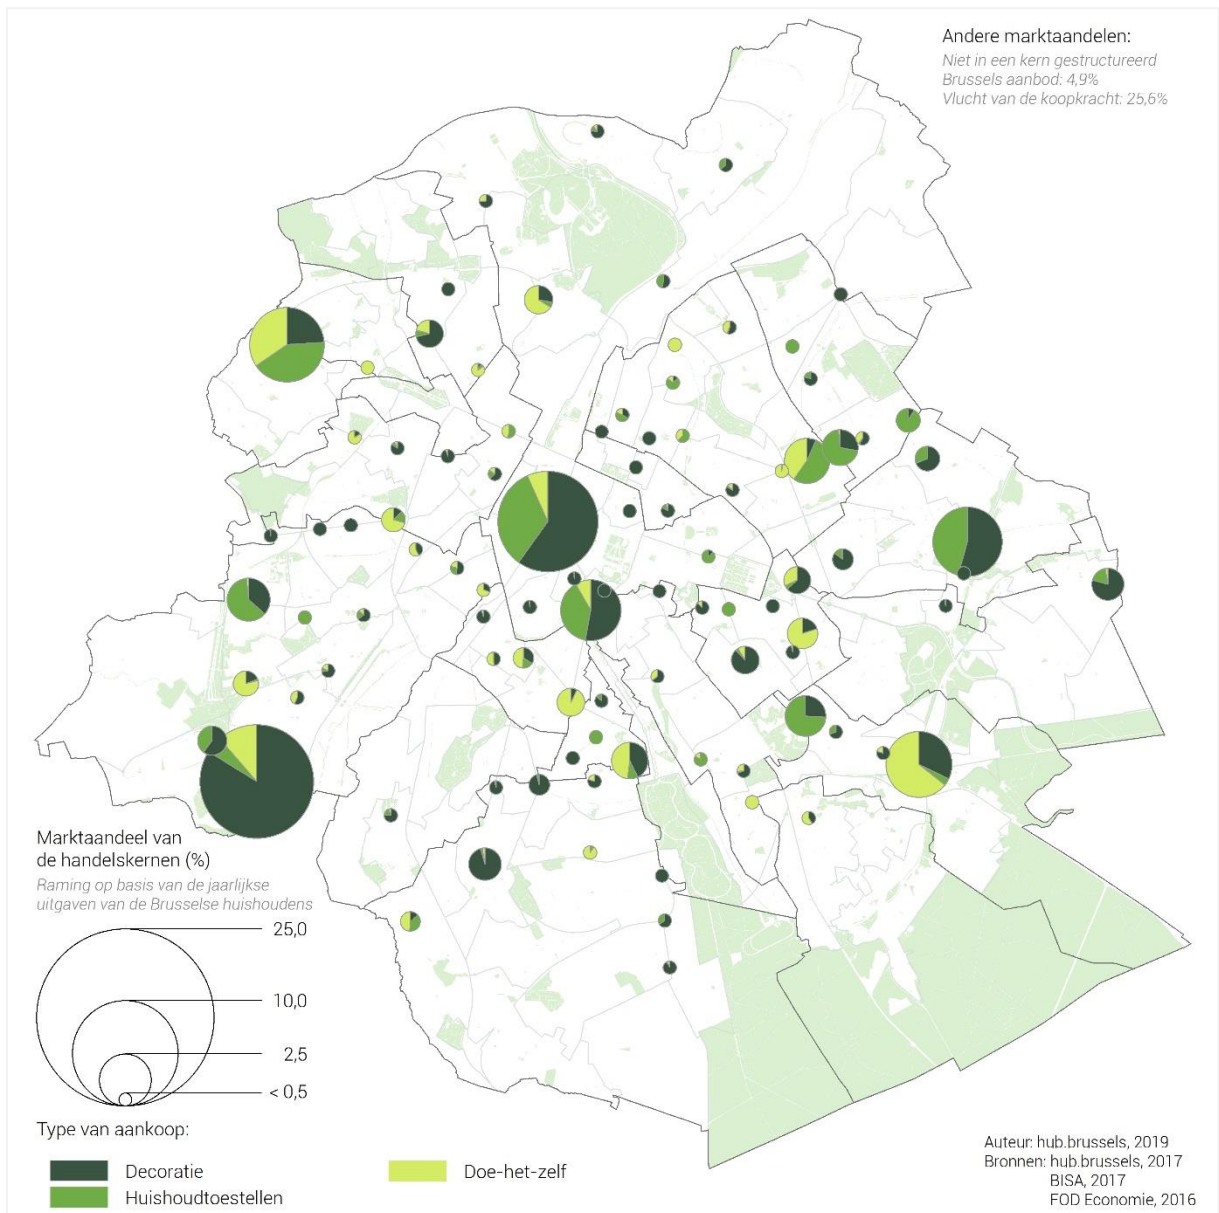 Andere marktaandelen:
Niet in een kern gestructureerd
Brussels aanbod: 4,9%
Vlucht van de koopkracht: 25,6%
Marktaandeel van
de handelskernen (%)
Raming op basis van de jaarlijkse
uitgaven van de Brusselse huishoudens
25,0
10,0
2,5
< 0,5
Type van aankoop:
Decoratie
Huishoudtoestellen
Doe-het-zelf
Auteur: hub.brussels, 2019
Bronnen: hub.brussels, 2017
BISA, 2017
FOD Economie, 2016